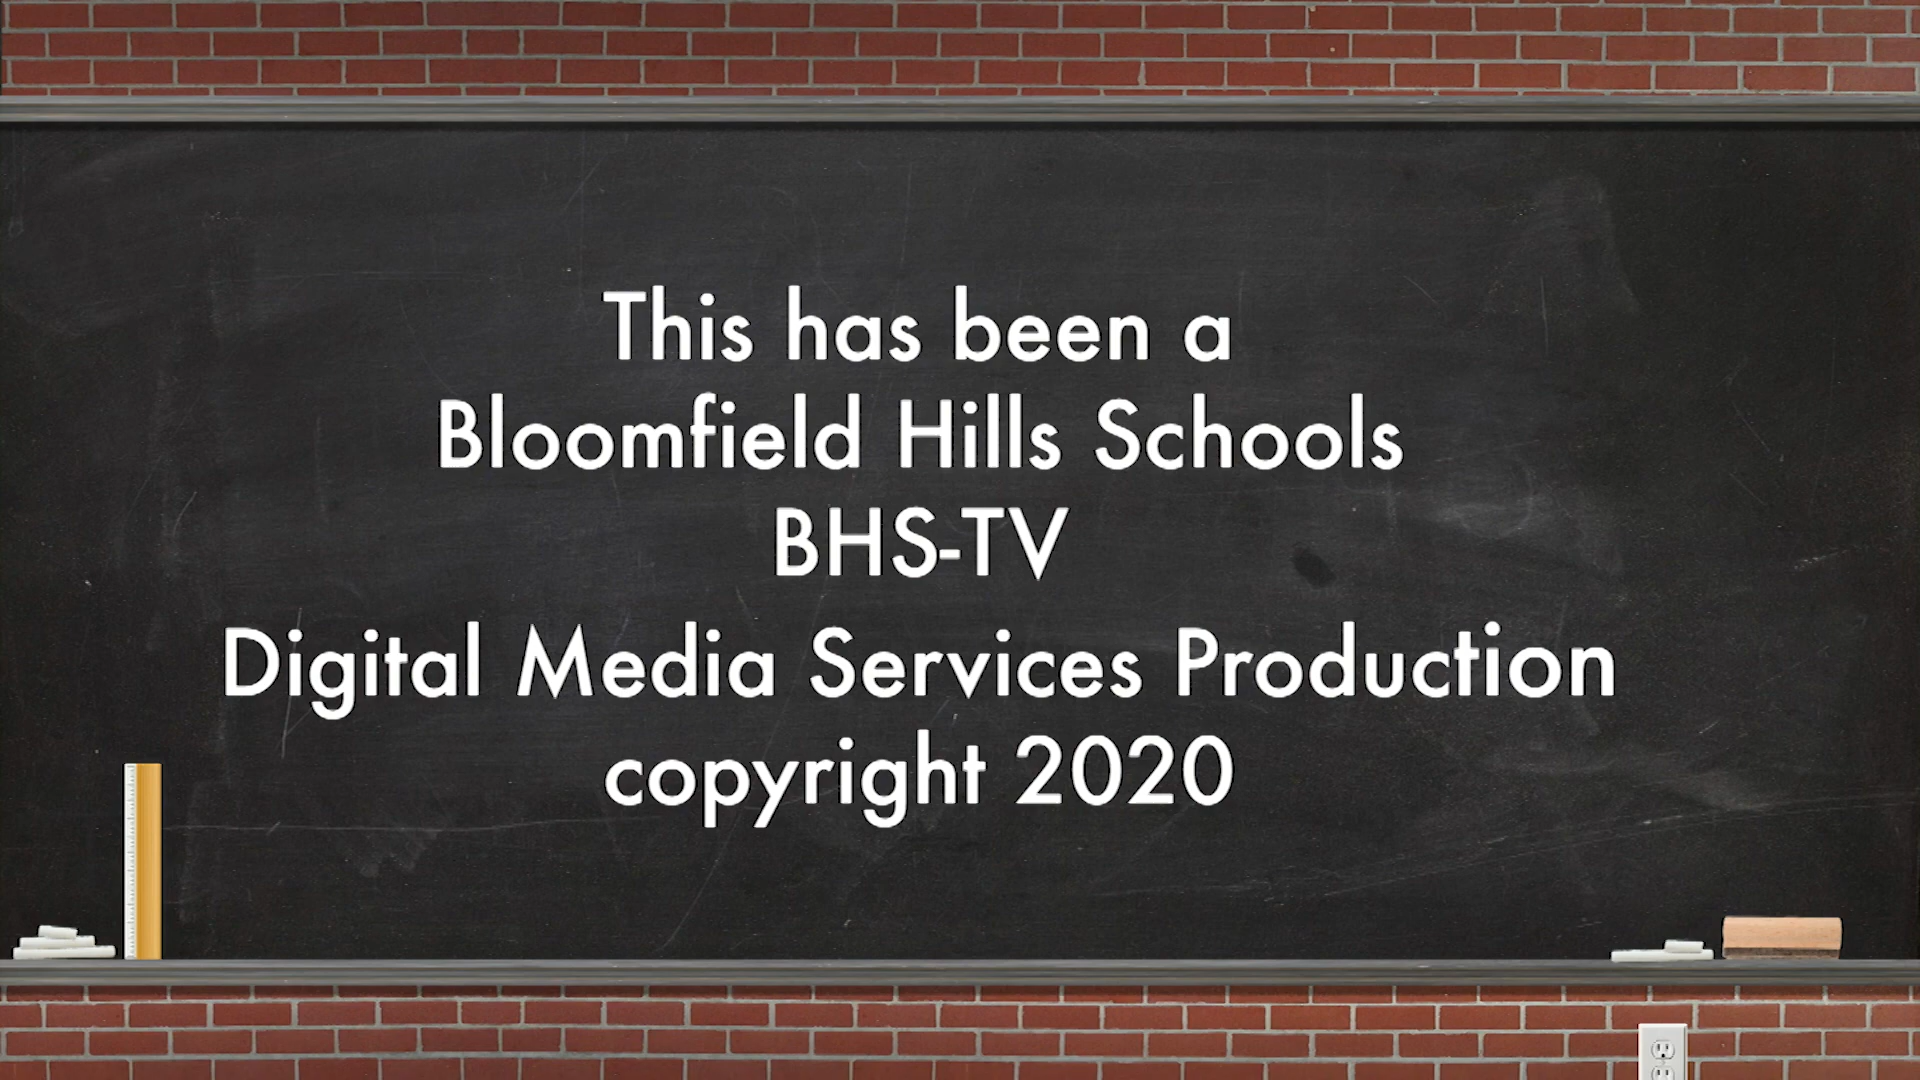 This has been a
Bloomfield Hills Schools
BHS-TV
Digital Media Services Production
copyright 2020